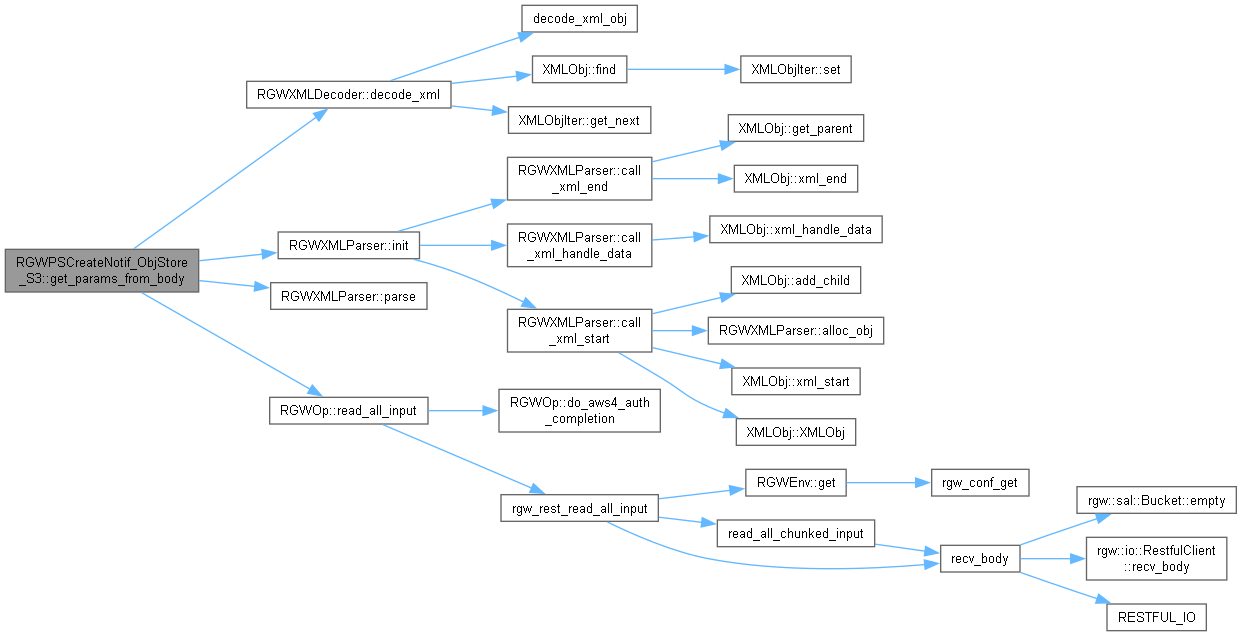 decode_xml_obj
XMLObj::find
XMLObjIter::set
RGWXMLDecoder::decode_xml
XMLObjIter::get_next
XMLObj::get_parent
RGWXMLParser::call
_xml_end
XMLObj::xml_end
RGWPSCreateNotif_ObjStore
_S3::get_params_from_body
RGWXMLParser::init
RGWXMLParser::call
_xml_handle_data
XMLObj::xml_handle_data
RGWXMLParser::parse
XMLObj::add_child
RGWXMLParser::call
_xml_start
RGWXMLParser::alloc_obj
XMLObj::xml_start
XMLObj::XMLObj
RGWOp::read_all_input
RGWOp::do_aws4_auth
_completion
rgw_rest_read_all_input
RGWEnv::get
rgw_conf_get
read_all_chunked_input
recv_body
rgw::sal::Bucket::empty
rgw::io::RestfulClient
::recv_body
RESTFUL_IO